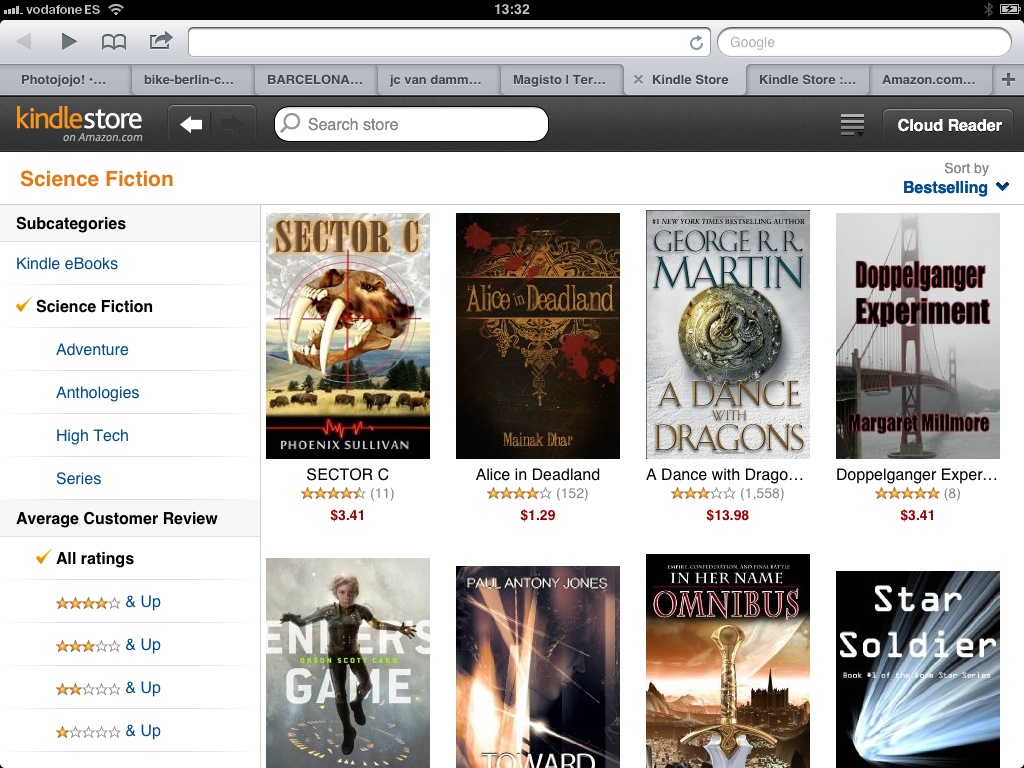 vodafone ES
13:32
Google
Photojojo! ·...
bike-berlin-c...
BARCELONA...
jc van damm...
Magisto | Ter...
Kindle Store
Kindle Store :...
Amazon.com...
kindlestore
on Amazon.com
Search store
Cloud Reader
Science Fiction
Sort by
Bestselling
Subcategories
Kindle eBooks
Science Fiction
Adventure
Anthologies
High Tech
Series
Average Customer Review
All ratings
& Up
& Up
& Up
& Up
SECTOR C
PHOENIX SULLIVAN
SECTOR C
(11)
$3.41
Alice in Deadland
Mainak Dhar
Alice in Deadland
(152)
$1.29
#1 NEW YORK TIMES BESTSELLING AUTHOR
GEORGE R. R.
MARTIN
A DANCE
WITH
DRAGONS
A Dance with Drago...
(1,558)
$13.98
Doppelganger
Experiment
Margaret Millmore
Doppelganger Exper...
(8)
$3.41
ENDER'S
ORSON SCOTT CARD
GAME
PAUL ANTONY JONES
TOWARD
EMPIRE, CONFEDERATION, AND FINAL BATTLE
IN HER NAME
OMNIBUS
Star
Soldier
Book #1 of the Doom Star Series